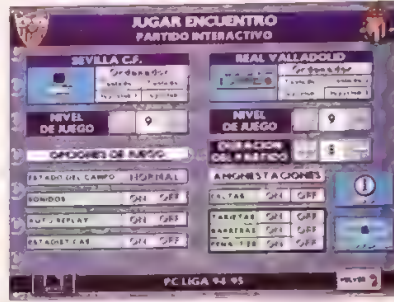 JUGAR ENCUENTRO
PARTIDO INTERACTIVO
SEVILLA C.F.
REAL VALLADOLID
Ordenador
Ordenador
NIVEL DE JUEGO 9
NIVEL DE JUEGO 9
OPCIONES DE JUEGO
DURACION DEL PARTIDO
ESTADO DEL CAMPO NORMAL
SONIDOS ON OFF
AUTO REPLAY ON OFF
ESTADISTICAS ON OFF
AMONESTACIONES
FALTAS ON OFF
TARJETAS ON OFF
BARRERAS ON OFF
ON OFF
PC LIGA 94-95
VOLVER